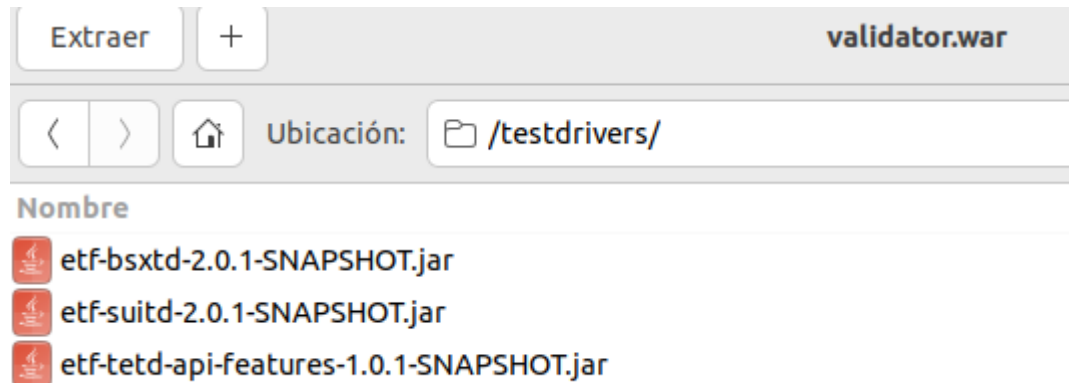 Extraer + validator.war
Ubicación: /testdrivers/
Nombre
etf-bsxtd-2.0.1-SNAPSHOT.jar
etf-suitd-2.0.1-SNAPSHOT.jar
etf-tetd-api-features-1.0.1-SNAPSHOT.jar